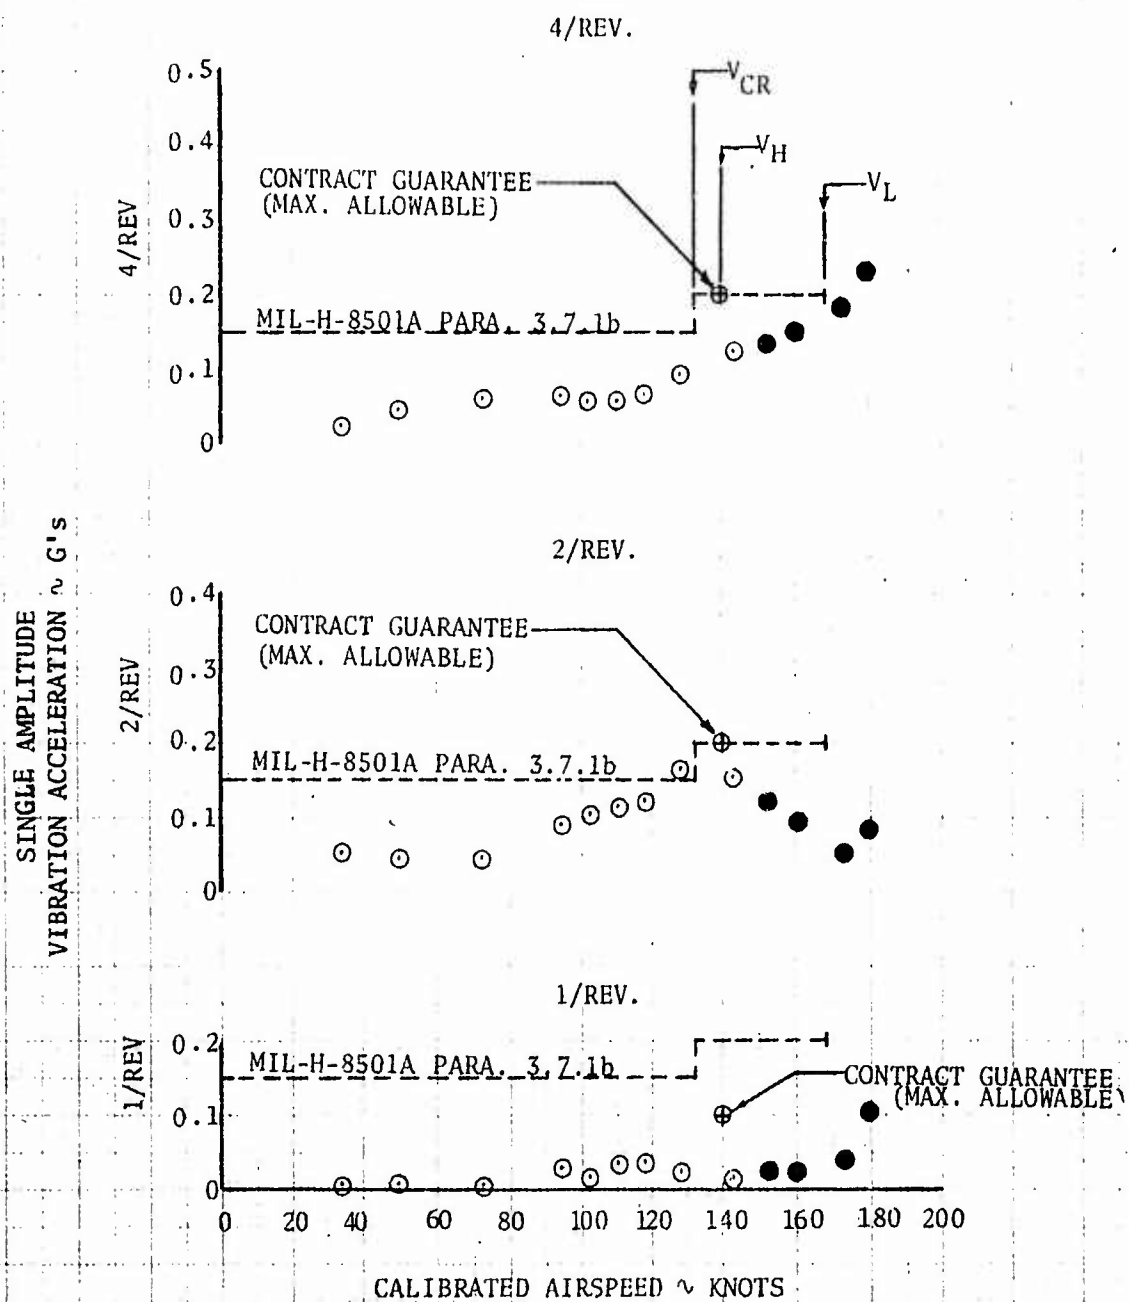 4/REV.
0.5
0.4
0.3
0.2
0.1
0
4/REV
V_CR
V_H
V_L
CONTRACT GUARANTEE
(MAX. ALLOWABLE)
MIL-H-8501A PARA. 3.7.1b
SINGLE AMPLITUDE
VIBRATION ACCELERATION ~ G's
2/REV.
0.4
0.3
0.2
0.1
0
2/REV
CONTRACT GUARANTEE
(MAX. ALLOWABLE)
MIL-H-8501A PARA. 3.7.1b
1/REV.
0.2
0.1
0
1/REV
MIL-H-8501A PARA. 3.7.1b
CONTRACT GUARANTEE
(MAX. ALLOWABLE)
0 20 40 60 80 100 120 140 160 180 200
CALIBRATED AIRSPEED ~ KNOTS